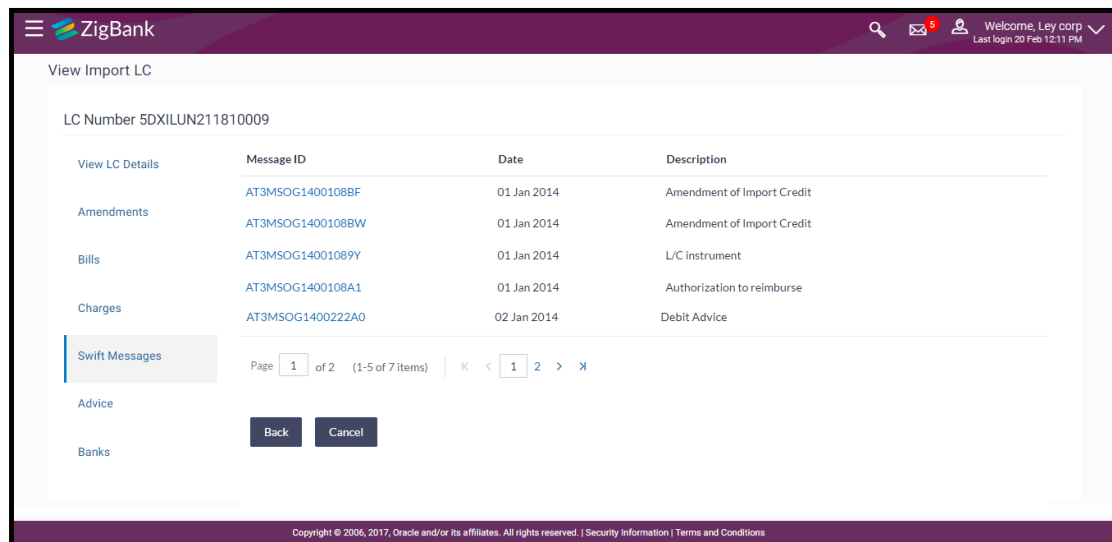 ZigBank
5
Welcome, Ley corp
Last login 20 Feb 12:11 PM
View Import LC
LC Number 5DXILUN211810009
View LC Details
Amendments
Bills
Charges
Swift Messages
Advice
Banks
Message ID Date Description
AT3MSOG1400108BF 01 Jan 2014 Amendment of Import Credit
AT3MSOG1400108BW 01 Jan 2014 Amendment of Import Credit
AT3MSOG14001089Y 01 Jan 2014 L/C instrument
AT3MSOG1400108A1 01 Jan 2014 Authorization to reimburse
AT3MSOG1400222A0 02 Jan 2014 Debit Advice
Page 1 of 2 (1-5 of 7 items) K < 1 2 > X
Back Cancel
Copyright © 2006, 2017, Oracle and/or its affiliates. All rights reserved. | Security Information | Terms and Conditions